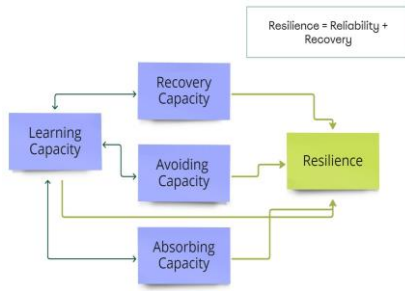 Resilience = Reliability +
Recovery
Recovery
Capacity
Learning
Capacity
Avoiding
Capacity
Resilience
Absorbing
Capacity